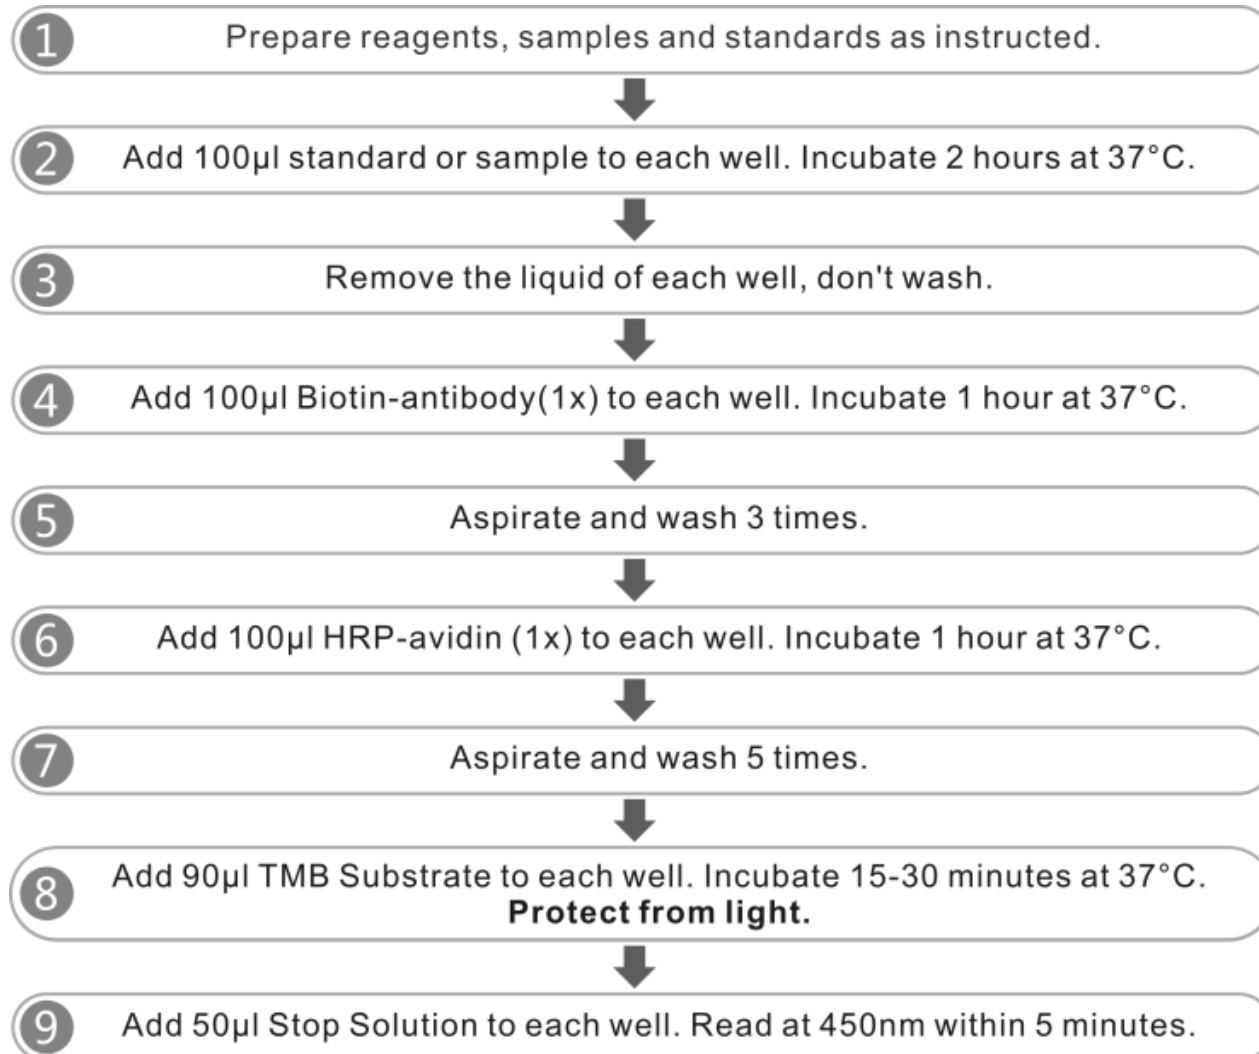 1 Prepare reagents, samples and standards as instructed.
2 Add 100μl standard or sample to each well. Incubate 2 hours at 37°C.
3 Remove the liquid of each well, don't wash.
4 Add 100μl Biotin-antibody(1x) to each well. Incubate 1 hour at 37°C.
5 Aspirate and wash 3 times.
6 Add 100μl HRP-avidin (1x) to each well. Incubate 1 hour at 37°C.
7 Aspirate and wash 5 times.
8 Add 90μl TMB Substrate to each well. Incubate 15-30 minutes at 37°C.
Protect from light.
9 Add 50μl Stop Solution to each well. Read at 450nm within 5 minutes.